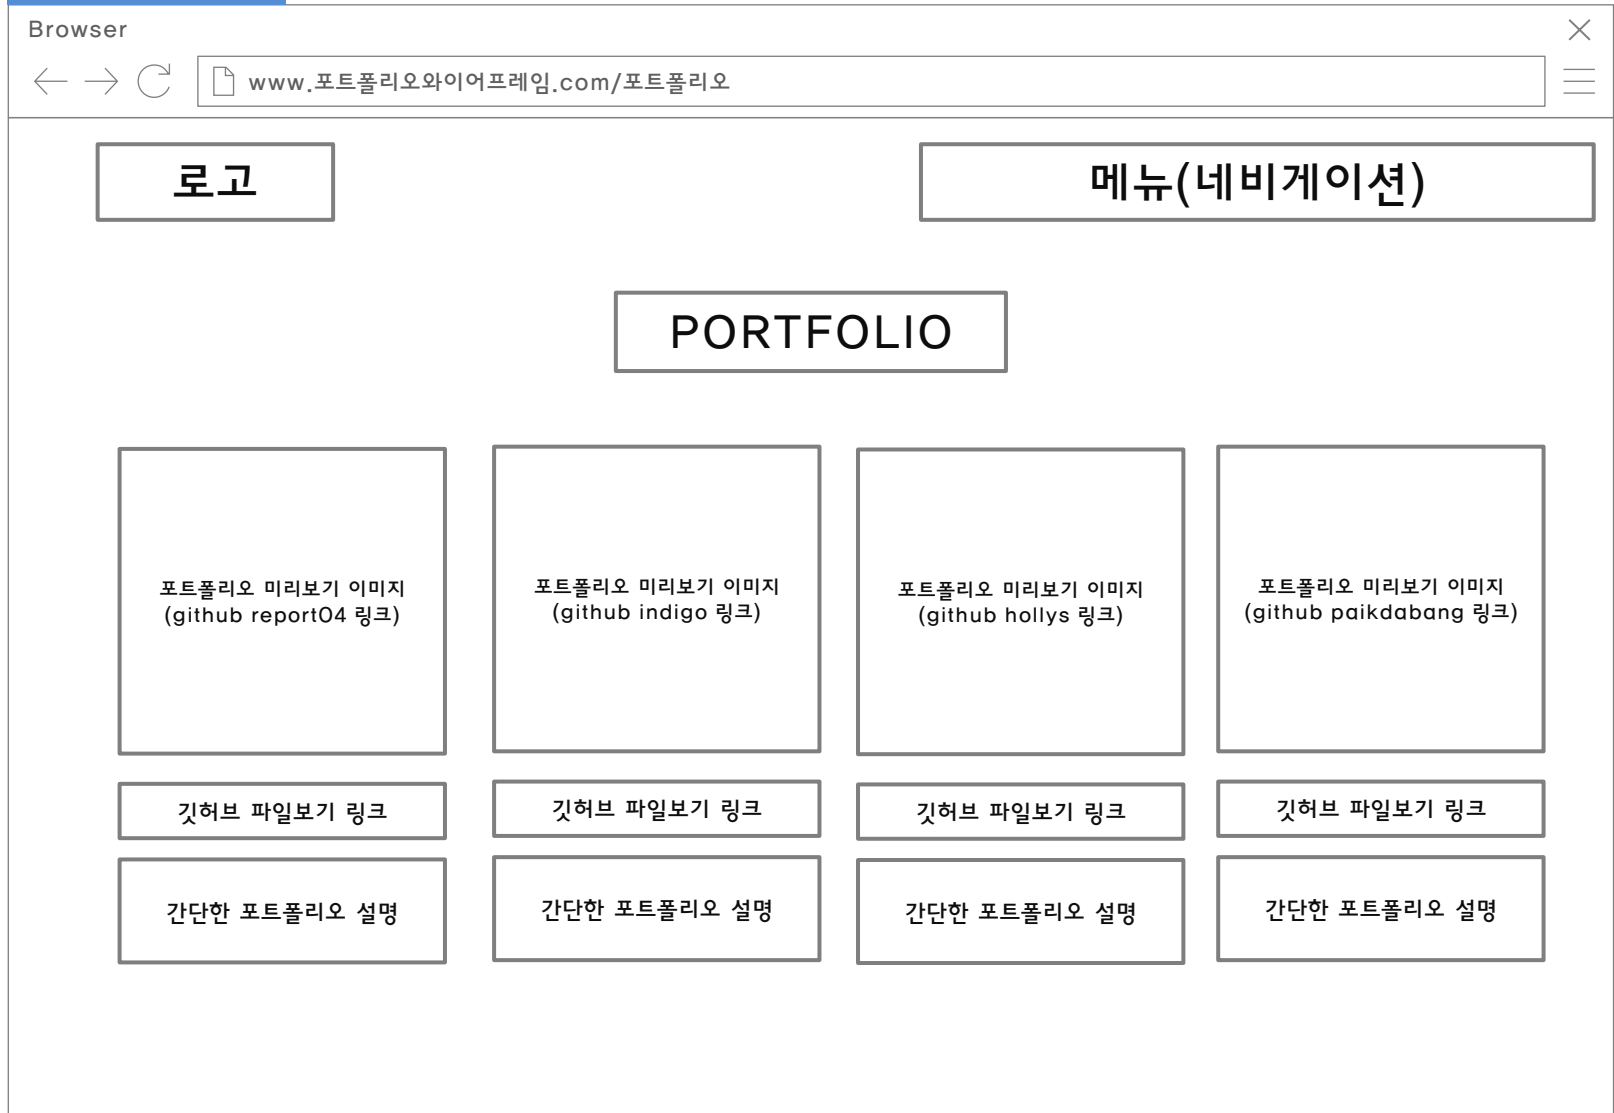 Browser
www.포트폴리오와이어프레임.com/포트폴리오
로고
메뉴(네비게이션)
PORTFOLIO
포트폴리오 미리보기 이미지
(github report04 링크)
포트폴리오 미리보기 이미지
(github indigo 링크)
포트폴리오 미리보기 이미지
(github hollys 링크)
포트폴리오 미리보기 이미지
(github paikdabang 링크)
깃허브 파일보기 링크
깃허브 파일보기 링크
깃허브 파일보기 링크
깃허브 파일보기 링크
간단한 포트폴리오 설명
간단한 포트폴리오 설명
간단한 포트폴리오 설명
간단한 포트폴리오 설명